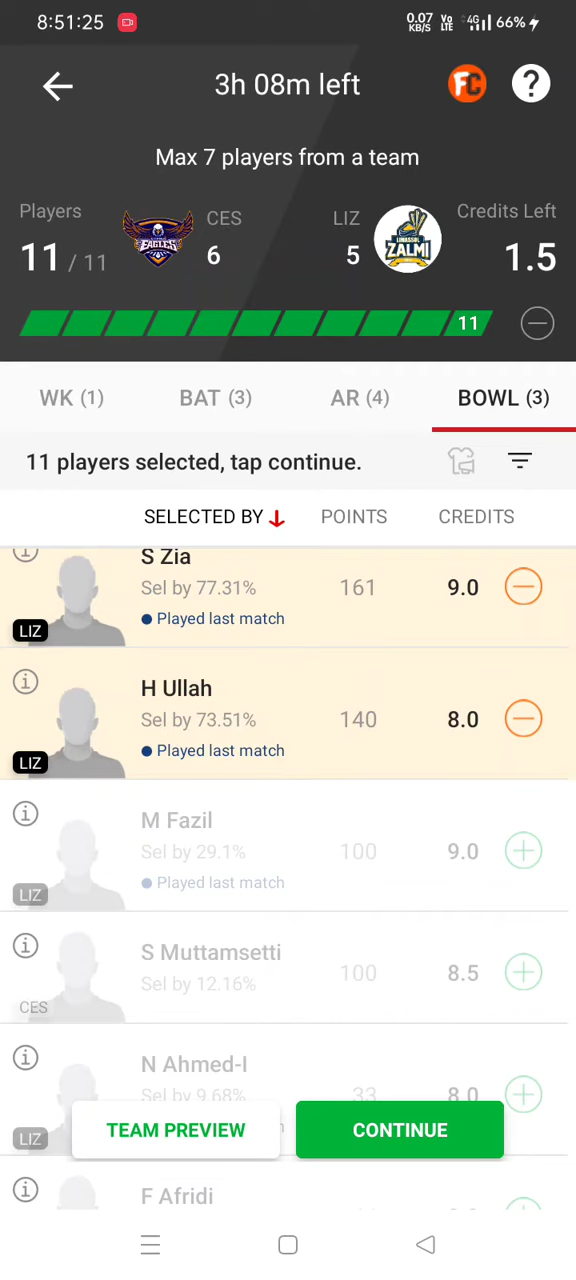 8:51:25
0.07 KB/S Vo LTE 4G 66%
3h 08m left
FC
?
Max 7 players from a team
Players
11 / 11
EAGLES
CES
6
LIZ
5
LIMASSOL
ZALMI
Credits Left
1.5
11
WK (1)
BAT (3)
AR (4)
BOWL (3)
11 players selected, tap continue.
SELECTED BY
POINTS
CREDITS
S Zia
Sel by 77.31%
161
9.0
Played last match
LIZ
H Ullah
Sel by 73.51%
140
8.0
Played last match
LIZ
M Fazil
Sel by 29.1%
100
9.0
Played last match
LIZ
S Muttamsetti
Sel by 12.16%
100
8.5
CES
N Ahmed-I
Sel by 9.68%
33
8.0
LIZ
TEAM PREVIEW
CONTINUE
F Afridi